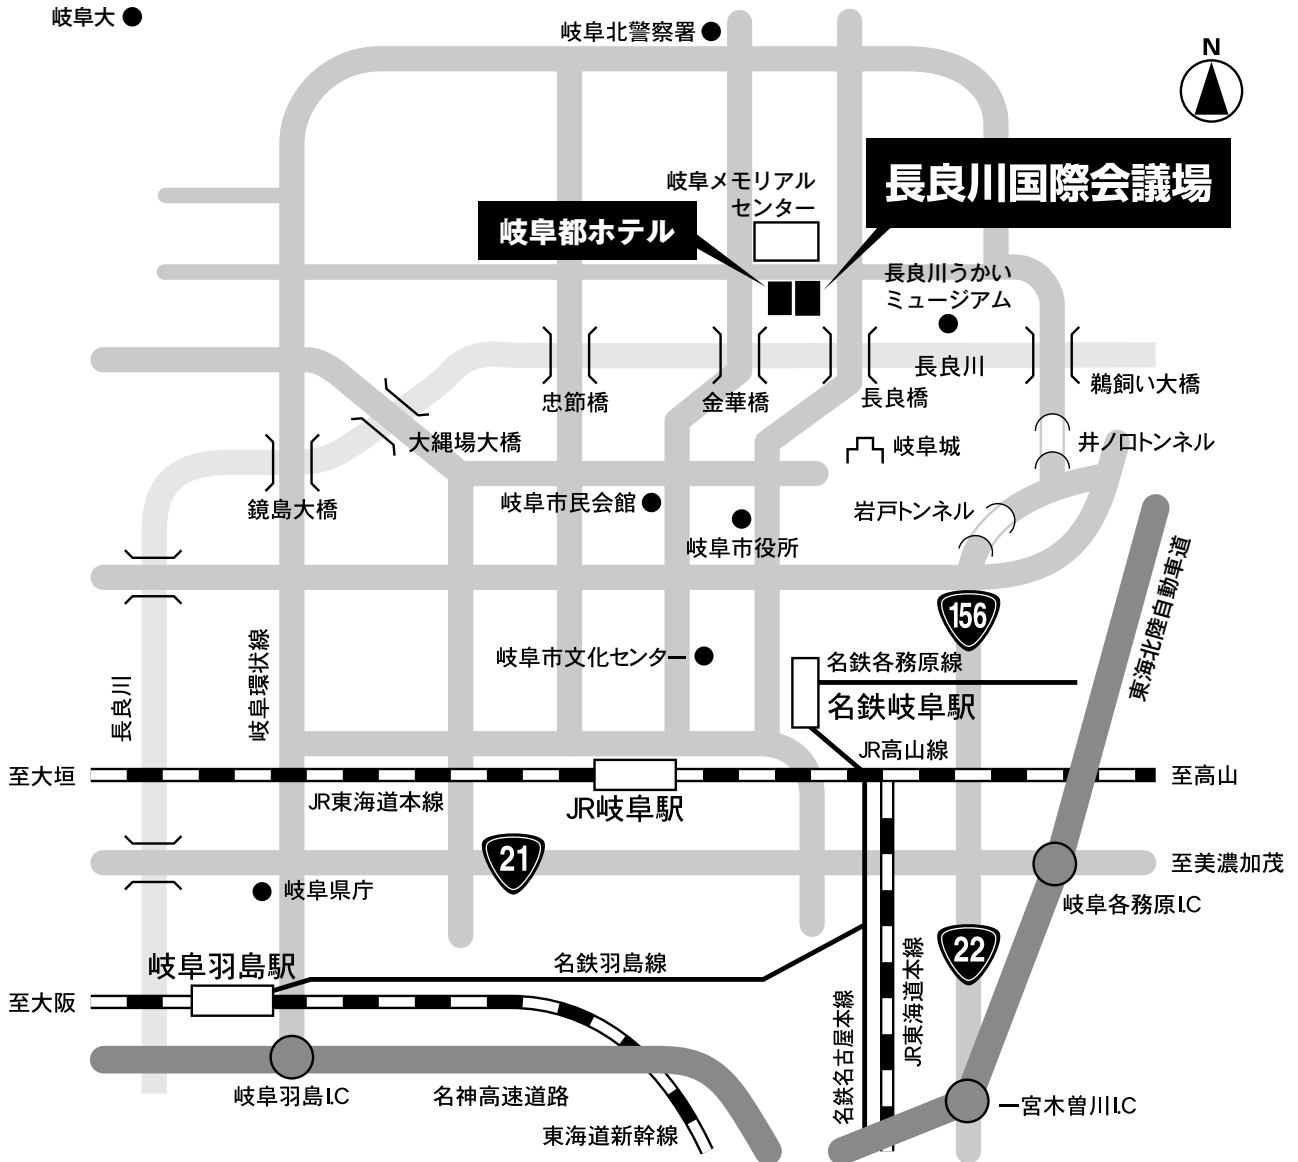 岐阜大
岐阜北警察署
N
長良川国際会議場
岐阜メモリアル
センター
岐阜都ホテル
長良川うかい
ミュージアム
長良川
鵜飼い大橋
忠節橋
金華橋
長良橋
大縄場大橋
岐阜城
井ノ口トンネル
鏡島大橋
岐阜市民会館
岩戸トンネル
岐阜市役所
東海北陸自動車道
156
岐阜環状線
岐阜市文化センター
名鉄各務原線
長良川
名鉄岐阜駅
JR高山線
至大垣
至高山
JR東海道本線
JR岐阜駅
21
至美濃加茂
岐阜県庁
岐阜各務原I.C
22
岐阜羽島駅
名鉄羽島線
至大阪
名鉄名古屋本線
JR東海道本線
岐阜羽島I.C
名神高速道路
一宮木曽川I.C
東海道新幹線